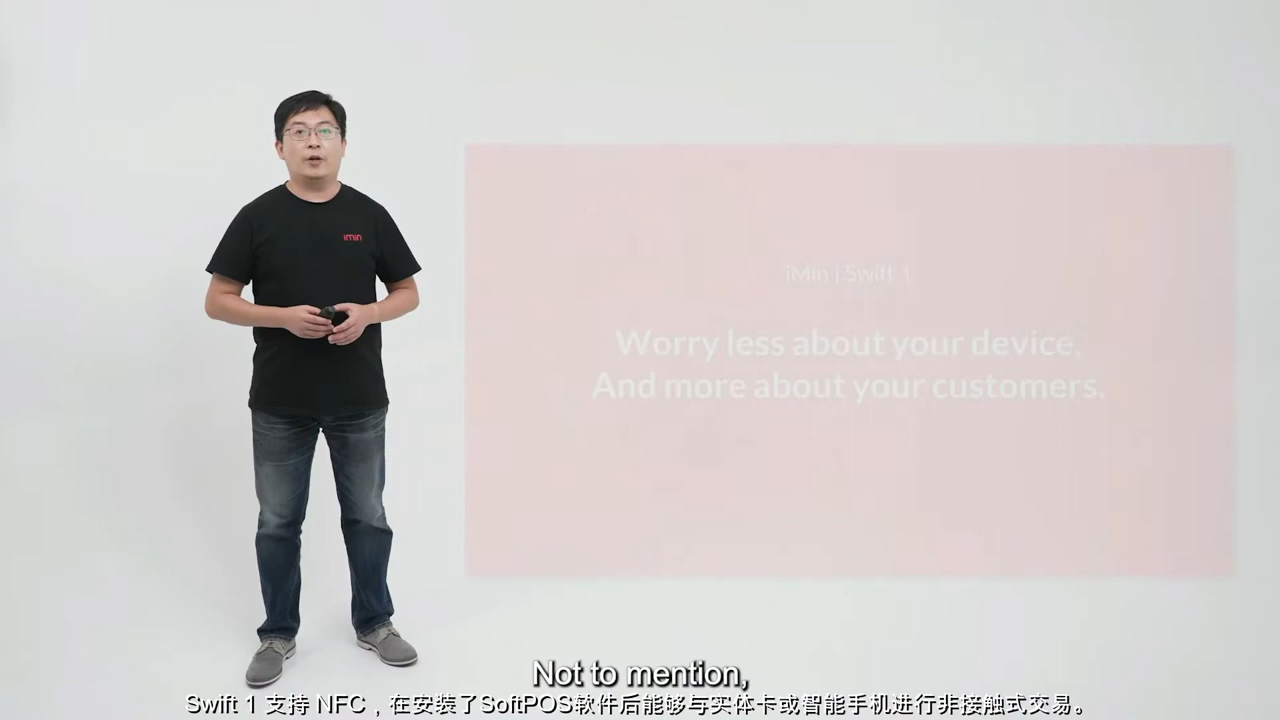 imin
iMin | Swift 1
Worry less about your device.
And more about your customers.
Not to mention,
Swift 1 支持 NFC，在安装了SoftPOS软件后能够与实体卡或智能手机进行非接触式交易。